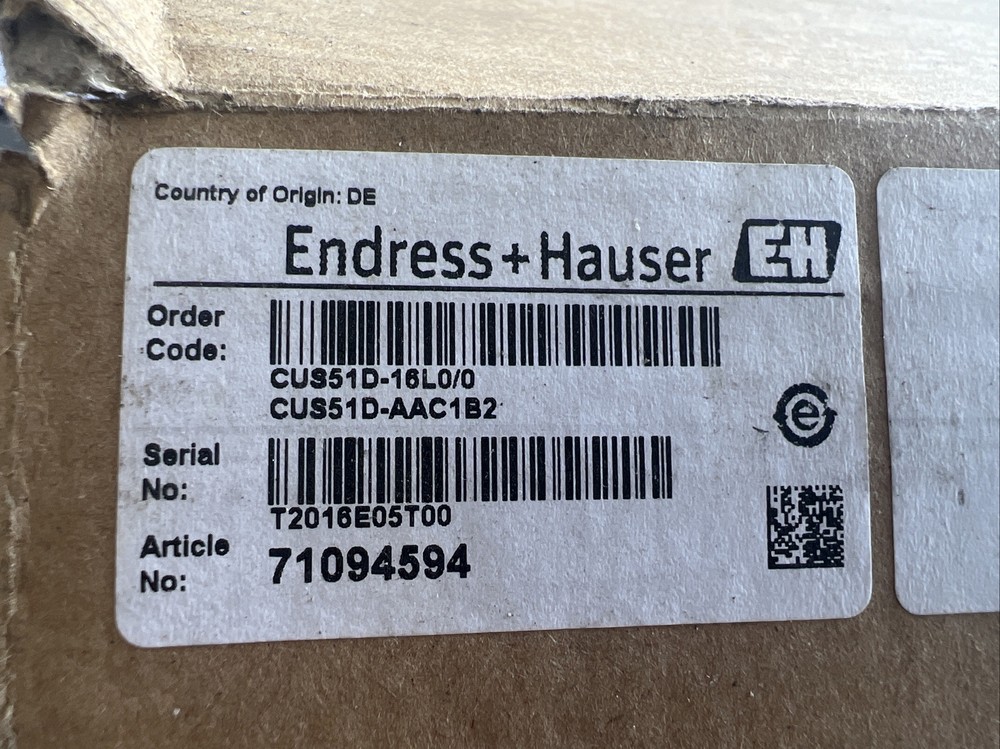 Country of Origin: DE
Endress+Hauser EH
Order
Code:
CUS51D-16L0/0
CUS51D-AAC1B2
e
Serial
No:
T2016E05T00
Article
No:
71094594